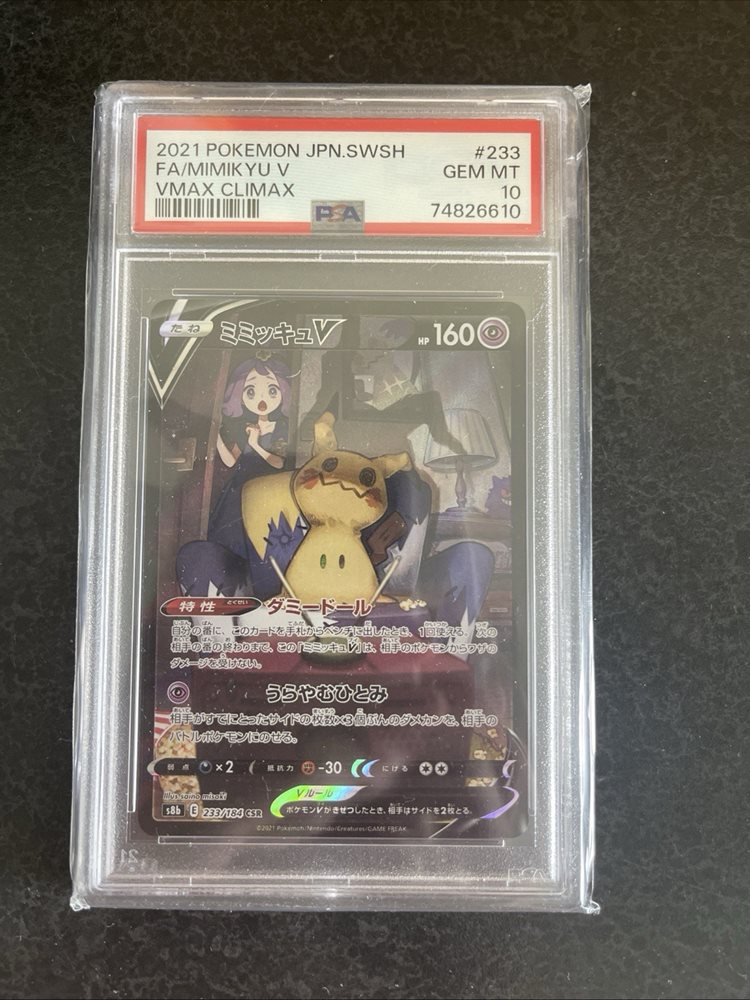 2021 POKEMON JPN.SWSH #233
FA/MIMIKYU V GEM MT
VMAX CLIMAX 10
PSA 74826610
たね ミミッキュV HP 160
特性 とくせい ダミードール
自分の番に、このカードを手札からベンチに出したとき、1回使える。次の
相手の番の終わりまで、この「ミミッキュV」は、相手のポケモンからワザの
ダメージを受けない。
うらやむひとみ
相手がすでにとったサイドの枚数×3個ぶんのダメカンを、相手の
バトルポケモンにのせる。
弱点 ×2 抵抗力 -30 にげる
Illus. saino misaki
Vルール
s8b E 233/184 CSR ポケモンVがきぜつしたとき、相手はサイドを2枚とる。
©2021 Pokémon/Nintendo/Creatures/GAME FREAK